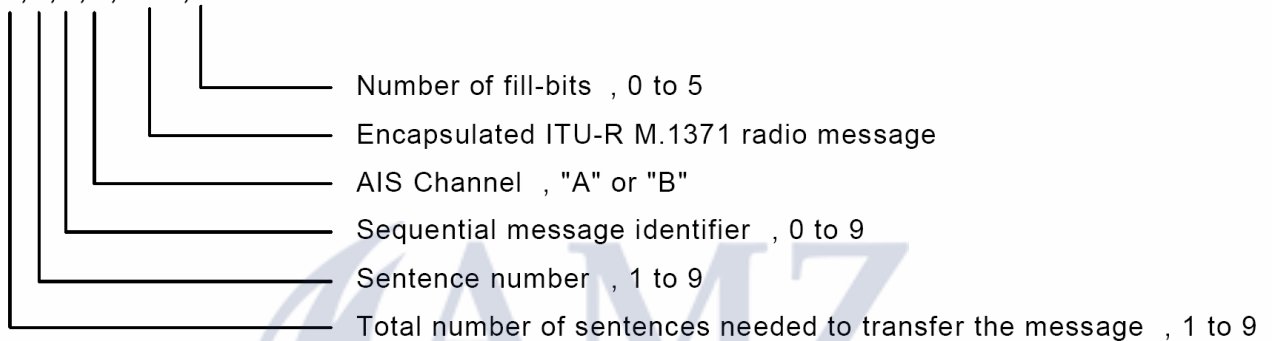 Number of fill-bits , 0 to 5
Encapsulated ITU-R M.1371 radio message
AIS Channel , "A" or "B"
Sequential message identifier , 0 to 9
Sentence number , 1 to 9
Total number of sentences needed to transfer the message , 1 to 9
AMZ